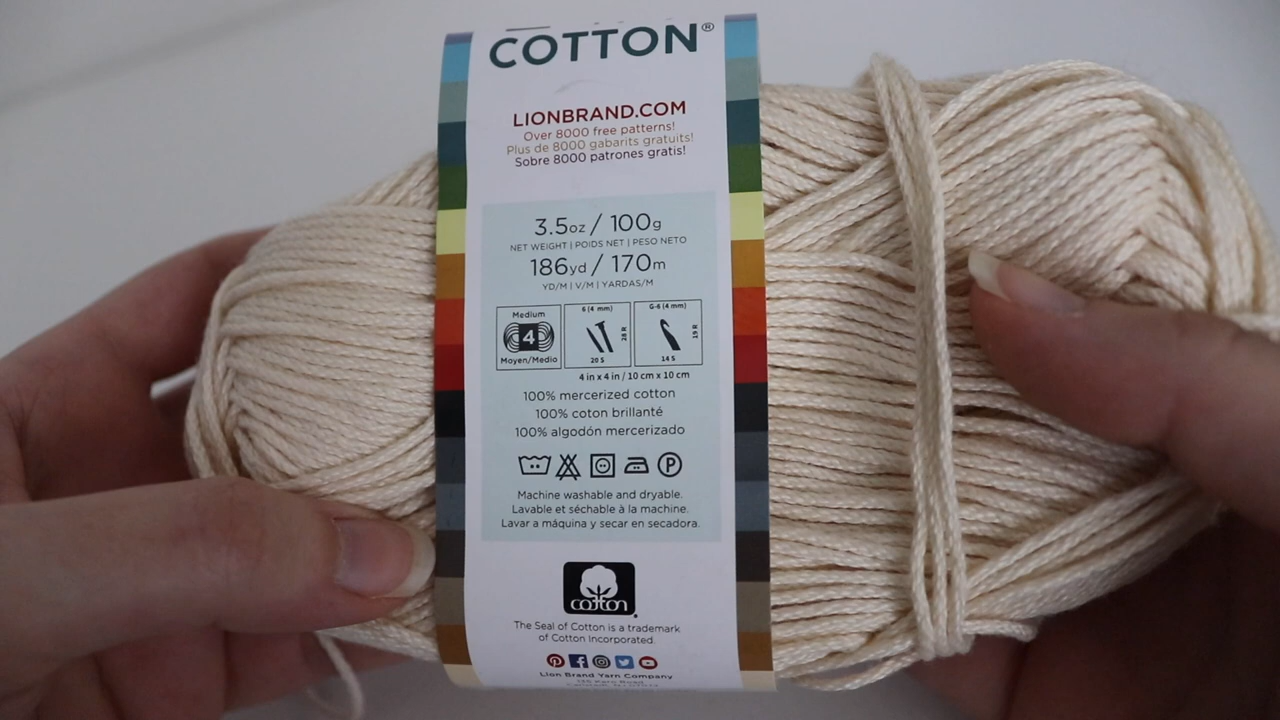 COTTON®
LIONBRAND.COM
Over 8000 free patterns!
Plus de 8000 gabarits gratuits!
Sobre 8000 patrones gratis!
3.5oz / 100g
NET WEIGHT | POIDS NET | PESO NETO
186yd / 170m
YD/M | V/M | YARDAS/M
Medium
4
Moyen/Medio
6 (4 mm)
28 R
20 S
G-6 (4 mm)
19 R
14 S
4 in x 4 in / 10 cm x 10 cm
100% mercerized cotton
100% coton brillanté
100% algodón mercerizado
P
Machine washable and dryable.
Lavable et séchable à la machine.
Lavar a máquina y secar en secadora.
cotton
The Seal of Cotton is a trademark
of Cotton Incorporated.
Lion Brand Yarn Company